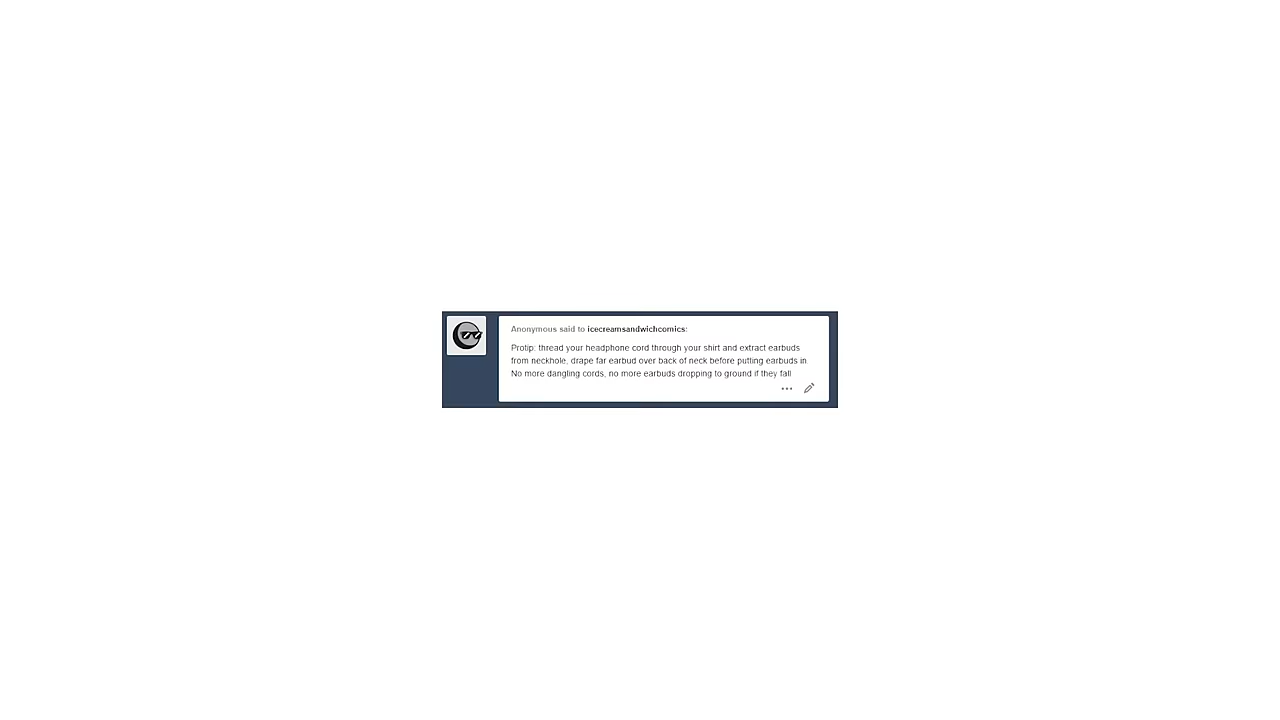 Anonymous said to icecreamsandwichcomics:
Protip: thread your headphone cord through your shirt and extract earbuds
from neckhole, drape far earbud over back of neck before putting earbuds in.
No more dangling cords, no more earbuds dropping to ground if they fall